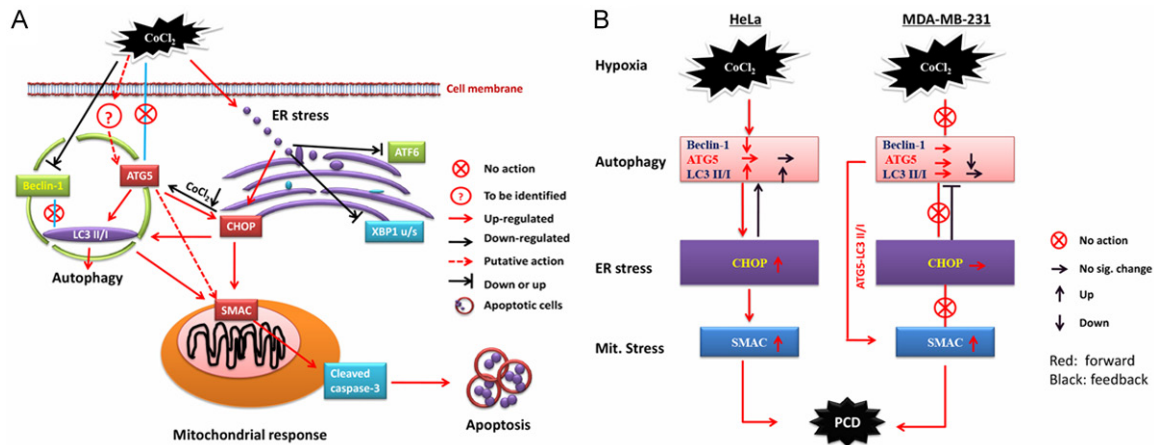 A
CoCl2
Cell membrane
?
ER stress
ATF6
Beclin-1
ATG5
CoCl2
CHOP
XBP1 u/s
LC3 II/I
Autophagy
SMAC
Cleaved
caspase-3
Mitochondrial response
Apoptosis
No action
?
To be identified
Up-regulated
Down-regulated
Putative action
Down or up
Apoptotic cells
B
HeLa
MDA-MB-231
Hypoxia
CoCl2
CoCl2
Autophagy
Beclin-1
ATG5
LC3 II/I
Beclin-1
ATG5
LC3 II/I
ATG5-LC3 II/I
ER stress
CHOP
CHOP
Mit. Stress
SMAC
SMAC
PCD
No action
No sig. change
Up
Down
Red: forward
Black: feedback